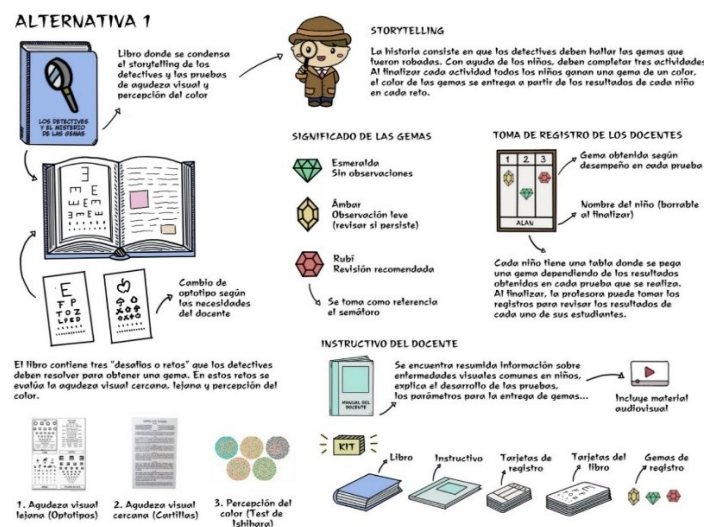 ALTERNATIVA 1
LOS DETECTIVES
Y EL MISTERIO
DE LAS GEMAS
Libro donde se condensa
el storytelling de los
detectives y las pruebas
de agudeza visual y
percepción del color
STORYTELLING
La historia consiste en que los detectives deben hallar las gemas que
fueron robadas. Con ayuda de los niños, deben completar tres actividades
Al finalizar cada actividad todos los niños ganan una gema de un color,
el color de las gemas se entrega a partir de los resultados de cada niño
en cada reto.
SIGNIFICADO DE LAS GEMAS
Esmeralda
Sin observaciones
Ámbar
Observación leve
(revisar si persiste)
Rubí
Revisión recomendada
Se toma como referencia
el semáforo
TOMA DE REGISTRO DE LOS DOCENTES
1 2 3
ALAN
Gema obtenida según
desempeño en cada prueba
Nombre del niño (borrable
al finalizar)
Cada niño tiene una tabla donde se pega
una gema dependiendo de los resultados
obtenidos en cada prueba que se realiza.
Al finalizar, la profesora puede tomar los
registros para revisar los resultados de
cada uno de sus estudiantes.
E
F P
T O Z
L P E D
Cambio de
optotipo según
las necesidades
del docente
El libro contiene tres "desafíos o retos" que los detectives
deben resolver para obtener una gema. En estos retos se
evalúa la agudeza visual cercana, lejana y percepción del
color.
1. Agudeza visual
lejana (Optotipos)
2. Agudeza visual
cercana (Cartillas)
3. Percepción del
color (Test de
Ishihara)
INSTRUCTIVO DEL DOCENTE
MANUAL DEL
DOCENTE
Se encuentra resumida información sobre
enfermedades visuales comunes en niños,
explica el desarrollo de las pruebas,
los parámetros para la entrega de gemas...
Incluye material
audiovisual
KIT
Libro
Instructivo
Tarjetas de
registro
Tarjetas del
libro
Gemas de
registro